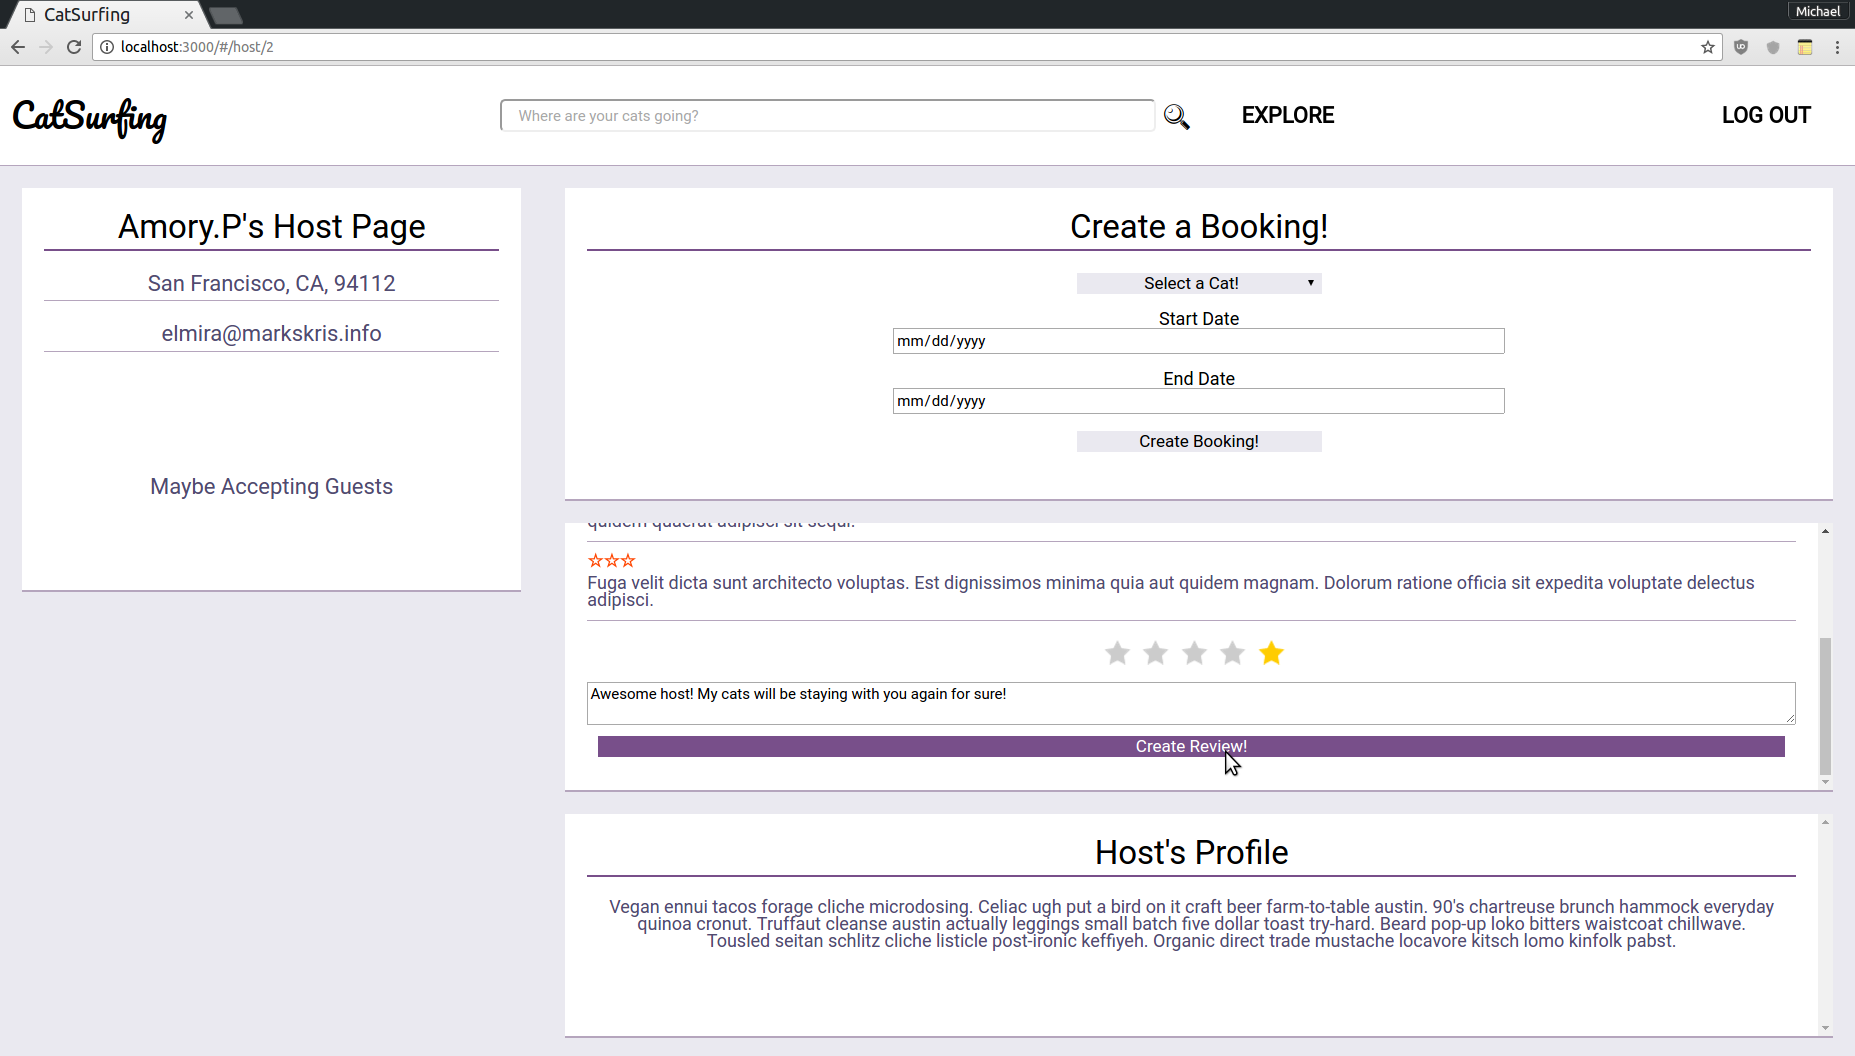 CatSurfing
Michael
localhost:3000/#/host/2
CatSurfing
Where are your cats going?
EXPLORE
LOG OUT
Amory.P's Host Page
San Francisco, CA, 94112
elmira@markskris.info
Maybe Accepting Guests
Create a Booking!
Select a Cat!
Start Date
mm/dd/yyyy
End Date
mm/dd/yyyy
Create Booking!
quidem quaerat adipisci sit sequi.
Fuga velit dicta sunt architecto voluptas. Est dignissimos minima quia aut quidem magnam. Dolorum ratione officia sit expedita voluptate delectus
adipisci.
Awesome host! My cats will be staying with you again for sure!
Create Review!
Host's Profile
Vegan ennui tacos forage cliche microdosing. Celiac ugh put a bird on it craft beer farm-to-table austin. 90's chartreuse brunch hammock everyday
quinoa cronut. Truffaut cleanse austin actually leggings small batch five dollar toast try-hard. Beard pop-up loko bitters waistcoat chillwave.
Tousled seitan schlitz cliche listicle post-ironic keffiyeh. Organic direct trade mustache locavore kitsch lomo kinfolk pabst.